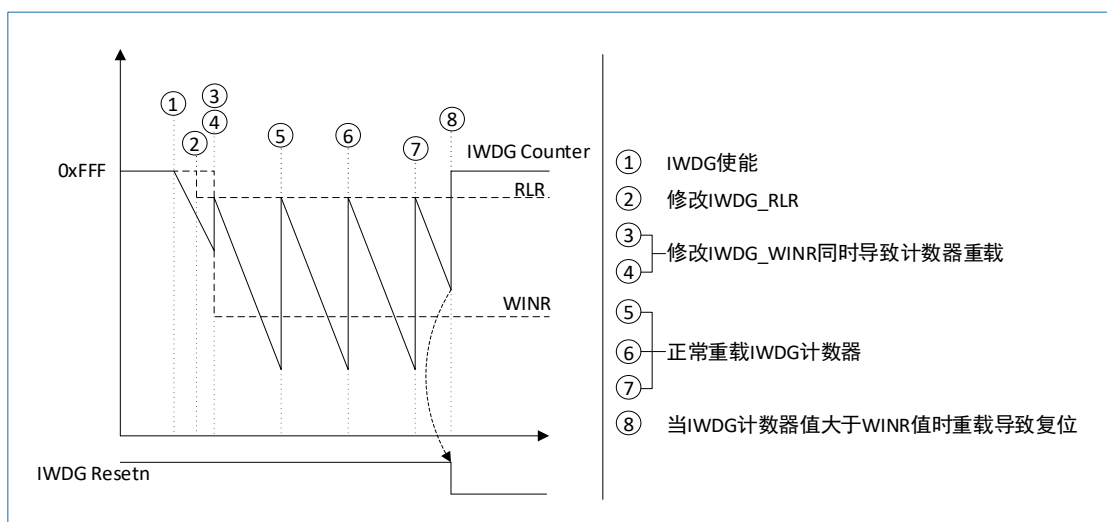 ③
① ④ ⑧
② ⑤ ⑥ ⑦
IWDG Counter
0xFFF
RLR
WINR
IWDG Resetn
① IWDG使能
② 修改IWDG_RLR
③
④
修改IWDG_WINR同时导致计数器重载
⑤
⑥ 正常重载IWDG计数器
⑦
⑧ 当IWDG计数器值大于WINR值时重载导致复位